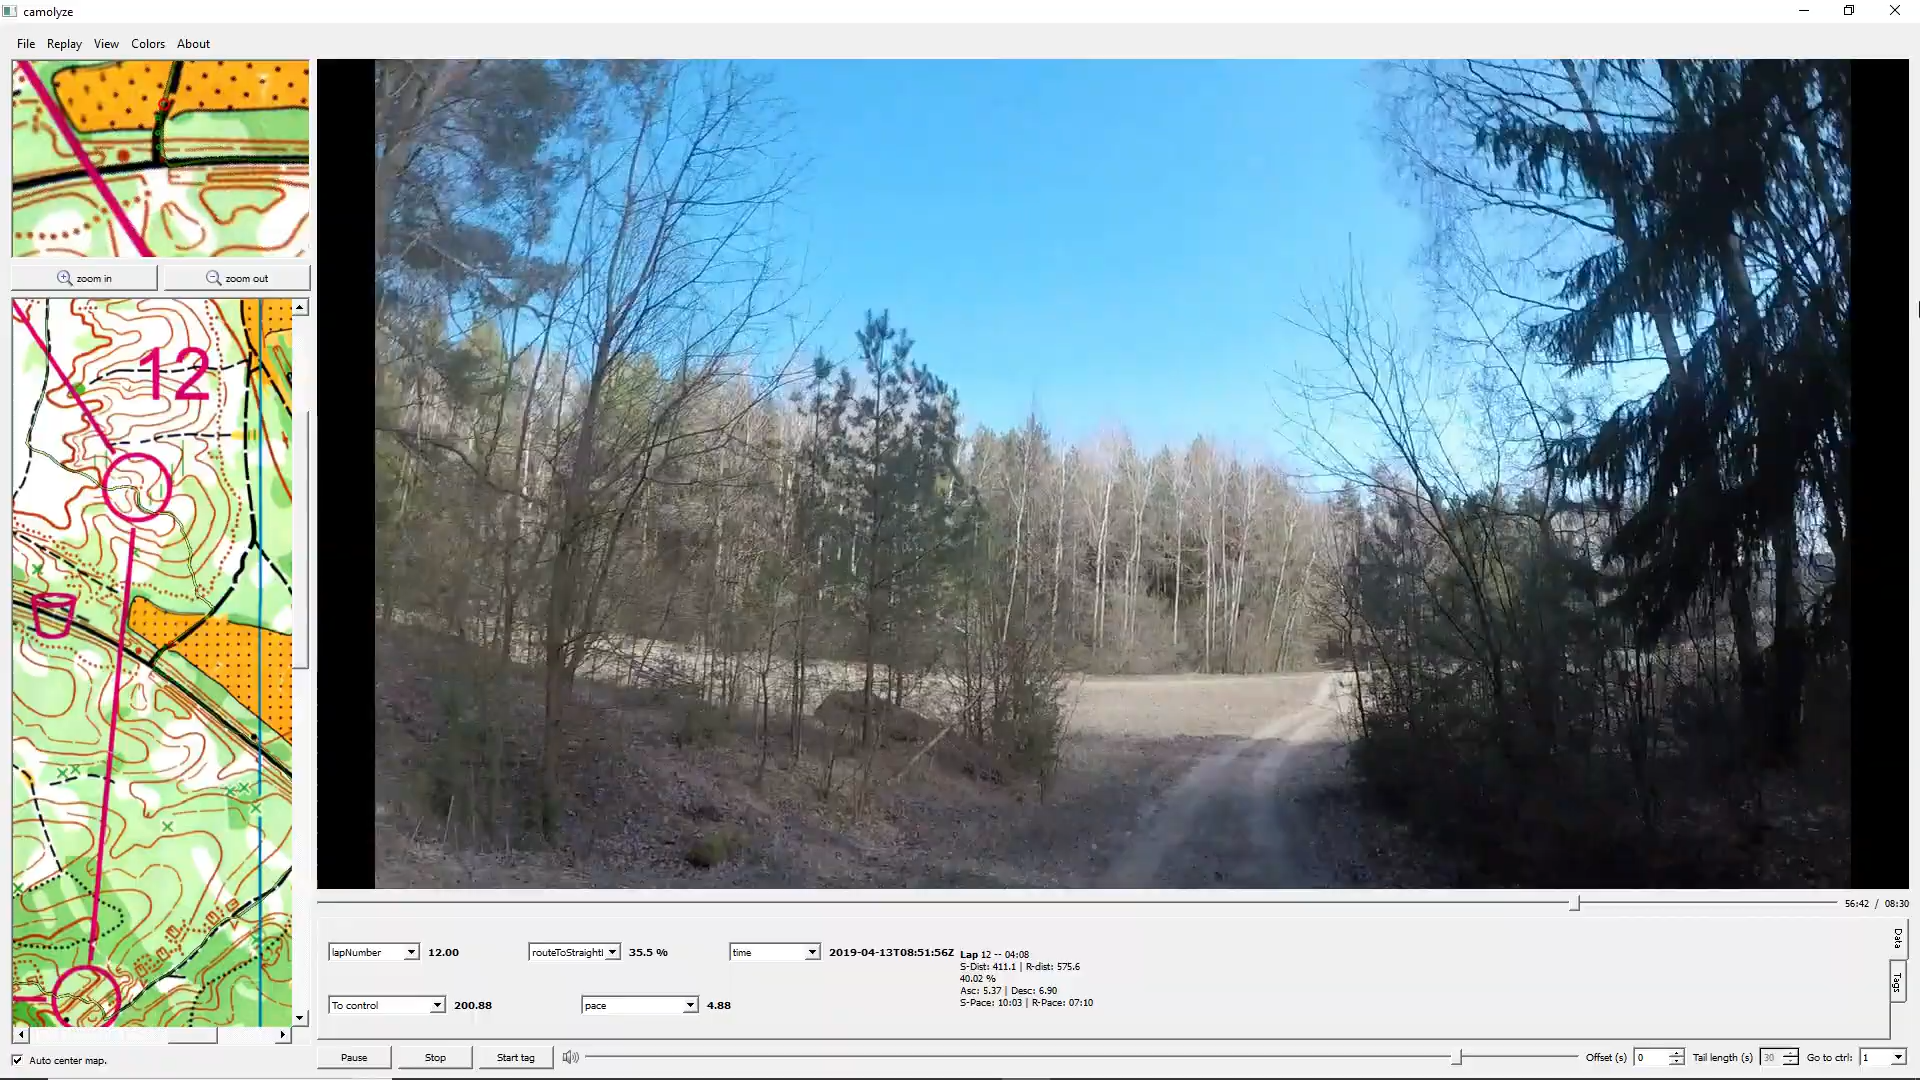 camolyze
File Replay View Colors About
zoom in zoom out
12
56:42 / 08:30
lapNumber 12.00 routeToStraightl 35.5 % time 2019-04-13T08:51:56Z
Lap 12 -- 04:08
S-Dist: 411.1 | R-dist: 575.6
40.02 %
Asc: 5.37 | Desc: 6.90
S-Pace: 10:03 | R-Pace: 07:10
To control 200.88 pace 4.88
Data
Tags
Auto center map.
Pause Stop Start tag Offset (s) 0 Tail length (s) 30 Go to ctrl: 1